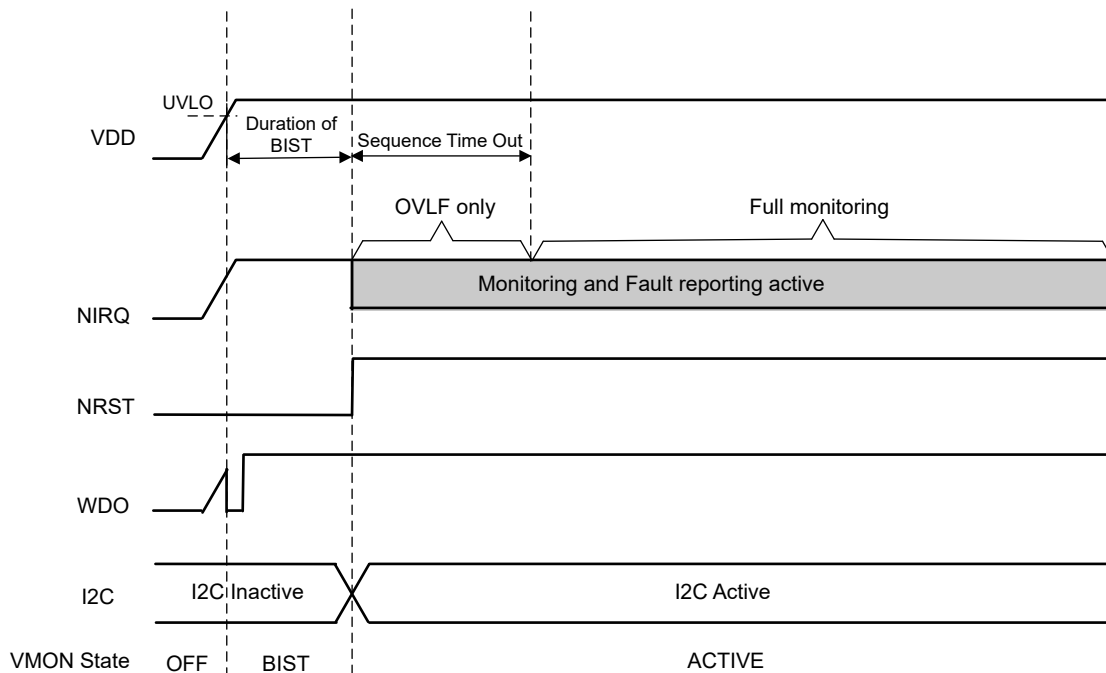 UVLO
VDD
Duration of
BIST
Sequence Time Out
OVLF only
Full monitoring
Monitoring and Fault reporting active
NIRQ
NRST
WDO
I2C
I2C Inactive
I2C Active
VMON State
OFF
BIST
ACTIVE